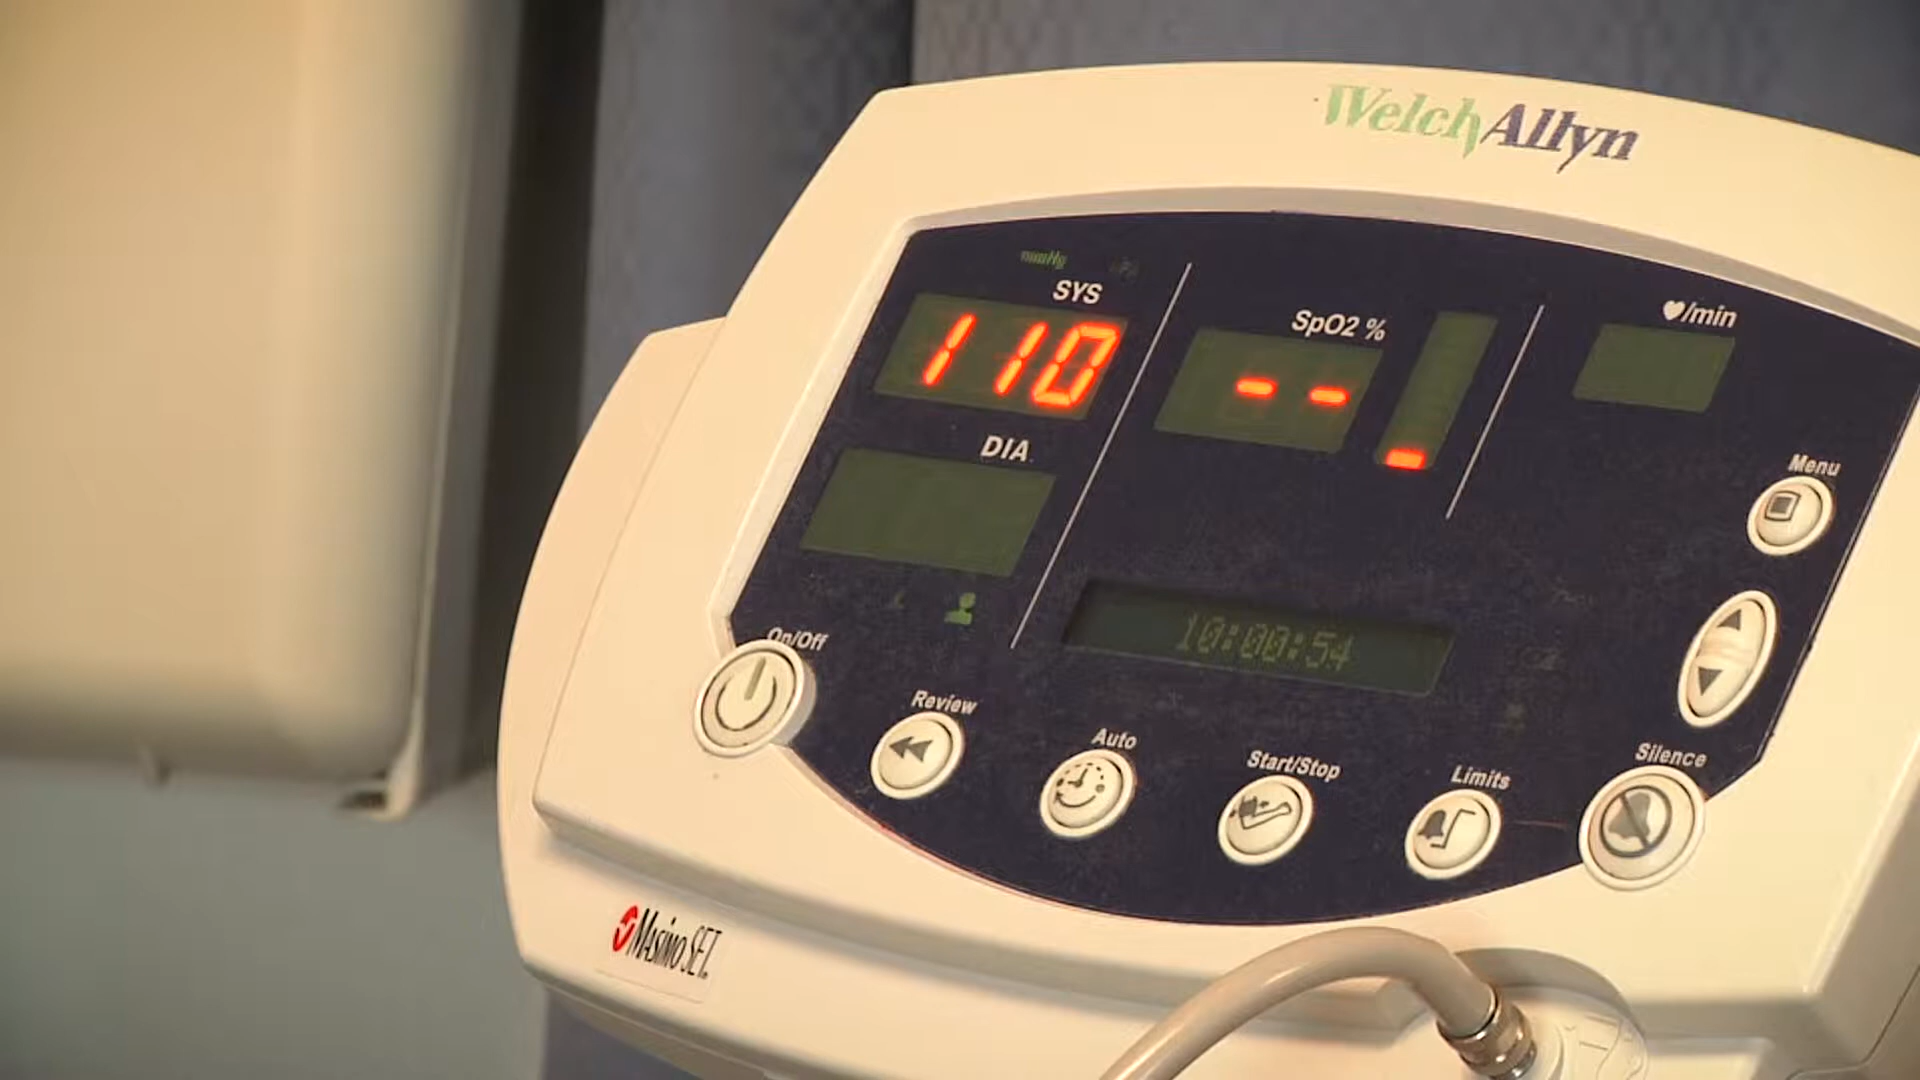 WelchAllyn
mmHg
SYS
110
SpO2 %
--
♥/min
DIA
Menu
10:00:54
On/Off
Review
Auto
Start/Stop
Limits
Silence
Masimo SET